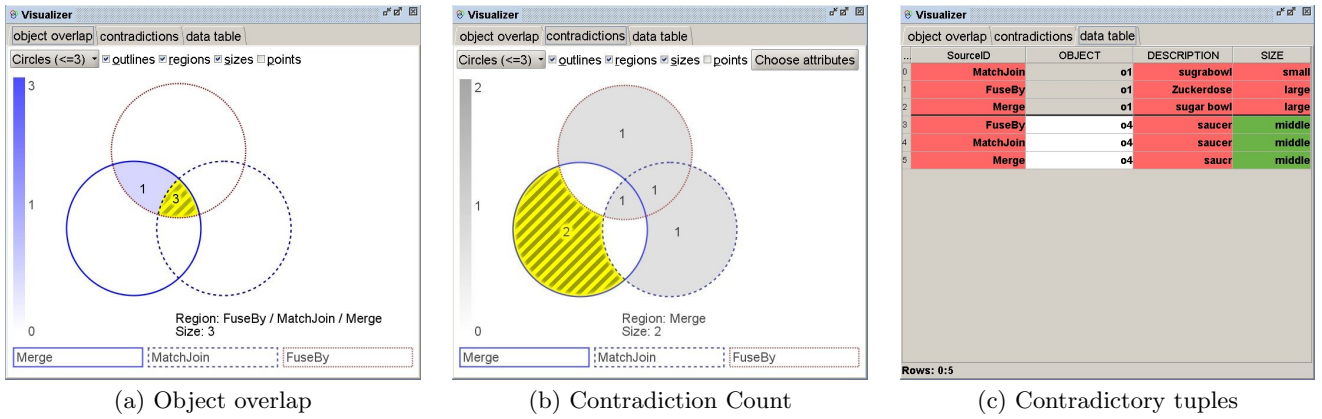 Visualizer
object overlap contradictions data table
Circles (<=3) outlines regions sizes points
3
1
0
1
3
Region: FuseBy / MatchJoin / Merge
Size: 3
Merge MatchJoin FuseBy
(a) Object overlap
Visualizer
object overlap contradictions data table
Circles (<=3) outlines regions sizes points Choose attributes
2
1
0
1
1
1
2
1
Region: Merge
Size: 2
Merge MatchJoin FuseBy
(b) Contradiction Count
Visualizer
object overlap contradictions data table
... SourceID OBJECT DESCRIPTION SIZE
0 MatchJoin o1 sugrabowl small
1 FuseBy o1 Zuckerdose large
2 Merge o1 sugar bowl large
3 FuseBy o4 saucer middle
4 MatchJoin o4 saucer middle
5 Merge o4 saucr middle
Rows: 0:5
(c) Contradictory tuples